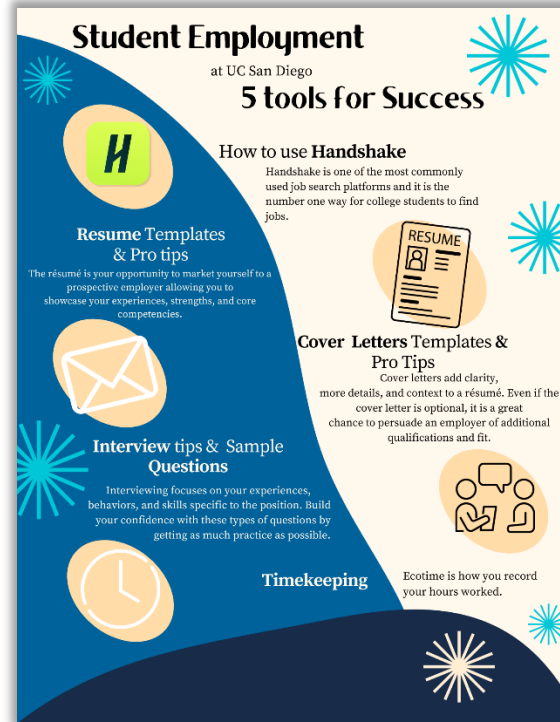 Student Employment
at UC San Diego
5 tools for Success
H
How to use Handshake
Handshake is one of the most commonly
used job search platforms and it is the
number one way for college students to find
jobs.
Resume Templates
& Pro tips
The résumé is your opportunity to market yourself to a
prospective employer allowing you to
showcase your experiences, strengths, and core
competencies.
RESUME
Cover Letters Templates &
Pro Tips
Cover letters add clarity,
more details, and context to a résumé. Even if the
cover letter is optional, it is a great
chance to persuade an employer of additional
qualifications and fit.
Interview tips & Sample
Questions
Interviewing focuses on your experiences,
behaviors, and skills specific to the position. Build
your confidence with these types of questions by
getting as much practice as possible.
Timekeeping
Ecotime is how you record
your hours worked.